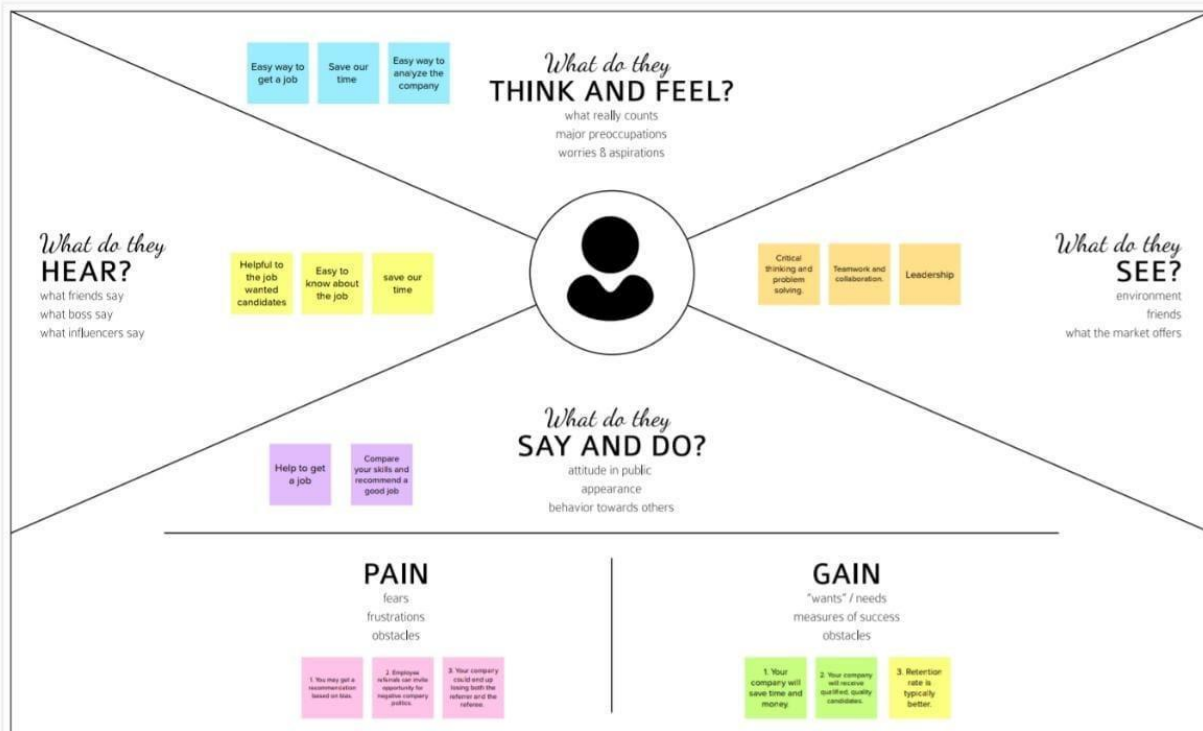 Easy way to
get a job
Save our
time
Easy way to
analyze the
company
What do they
THINK AND FEEL?
what really counts
major preoccupations
worries & aspirations
What do they
HEAR?
what friends say
what boss say
what influencers say
Helpful to
the job
wanted
candidates
Easy to
know about
the job
save our
time
Critical
thinking and
problem
solving.
Teamwork and
collaboration.
Leadership
What do they
SEE?
environment
friends
what the market offers
What do they
SAY AND DO?
attitude in public
appearance
behavior towards others
Help to get
a job
Compare
your skills and
recommend a
good job
PAIN
fears
frustrations
obstacles
1. You may get a
recommendation
based on bias.
2. Employee
referrals can invite
opportunity for
negative company
politics.
3. Your company
could end up
losing both the
referrer and the
referee.
GAIN
"wants" / needs
measures of success
obstacles
1. Your
company will
save time and
money.
2. Your company
will receive
qualified, quality
candidates.
3. Retention
rate is
typically
better.